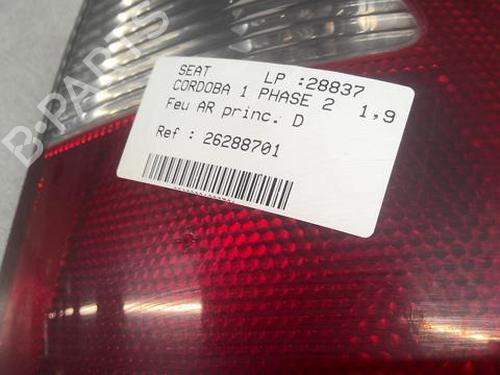 SEAT LP :28837
CORDOBA 1 PHASE 2 1,9
Feu AR princ. D
Ref : 26288701
B-PARTS